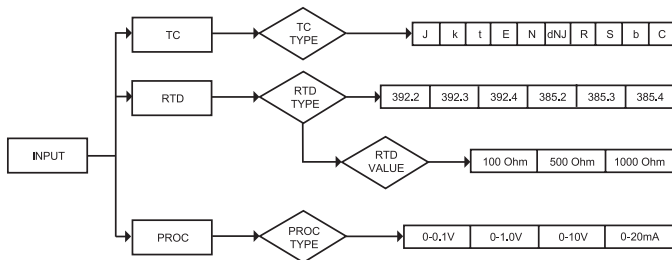 TC
TC
TYPE
J k t E N dNJ R S b C
RTD
RTD
TYPE
392.2 392.3 392.4 385.2 385.3 385.4
INPUT
RTD
VALUE
100 Ohm 500 Ohm 1000 Ohm
PROC
PROC
TYPE
0-0.1V 0-1.0V 0-10V 0-20mA